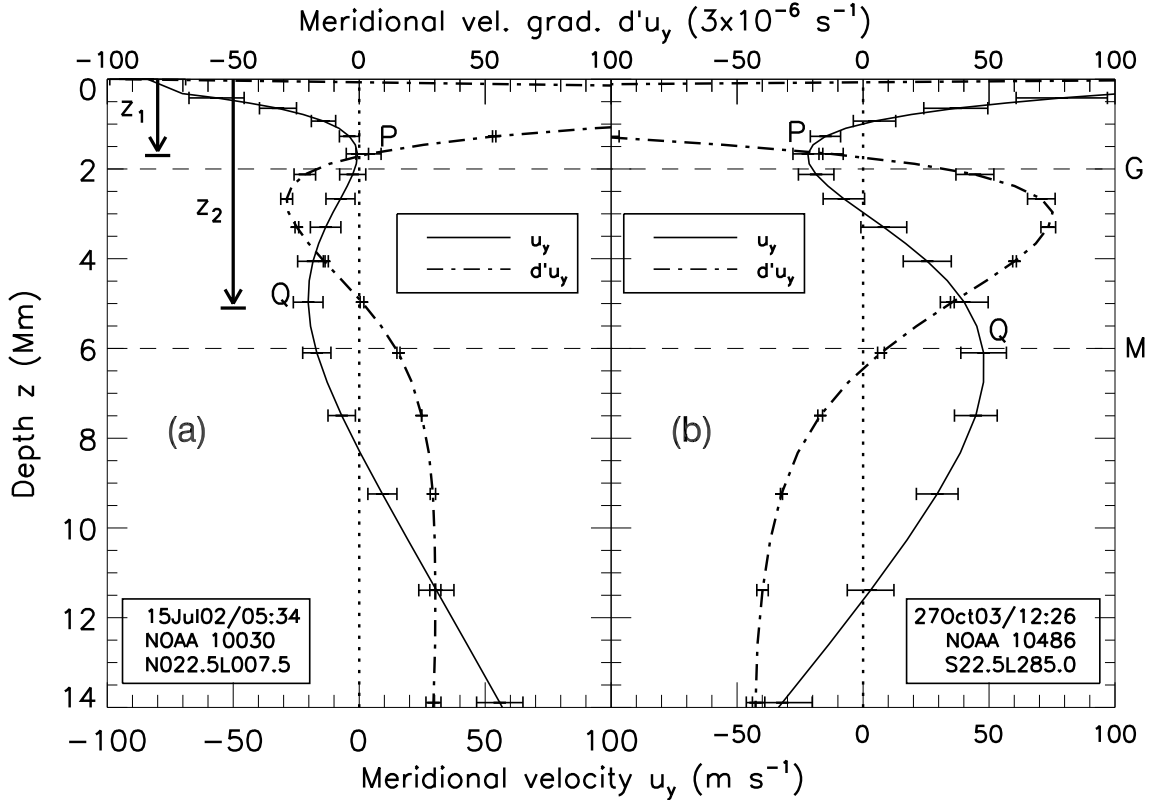 Meridional vel. grad. d'u_y (3x10^-6 s^-1)
-100 -50 0 50 100 -50 0 50 100
0
2
4
6
8
10
12
14
Depth z (Mm)
z_1
z_2
P
Q
u_y
d'u_y
(a)
15Jul02/05:34
NOAA 10030
N022.5L007.5
P
Q
u_y
d'u_y
(b)
27Oct03/12:26
NOAA 10486
S22.5L285.0
G
M
-100 -50 0 50 100 -50 0 50 100
Meridional velocity u_y (m s^-1)